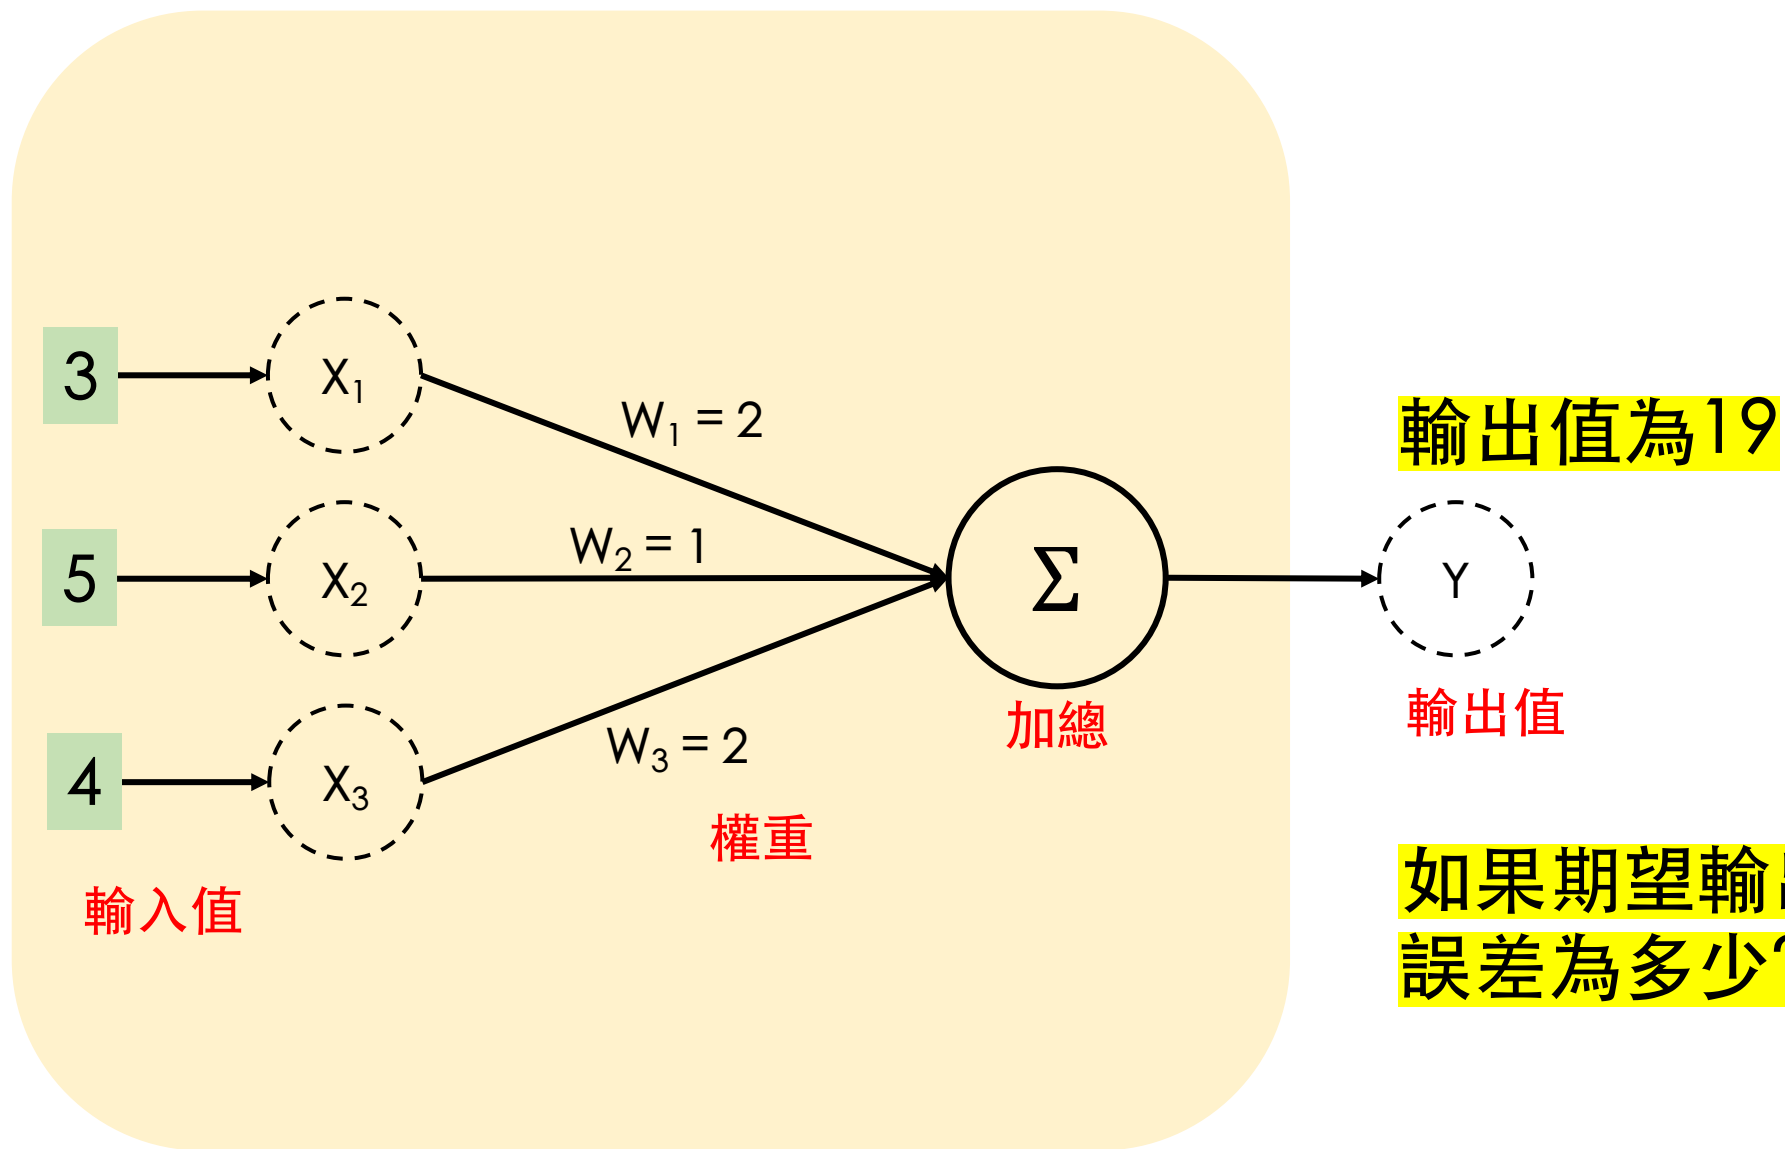 3
X₁
W₁ = 2
5
X₂
W₂ = 1
4
X₃
W₃ = 2
輸入值
權重
Σ
加總
輸出值為19
Y
輸出值
如果期望輸
誤差為多少?